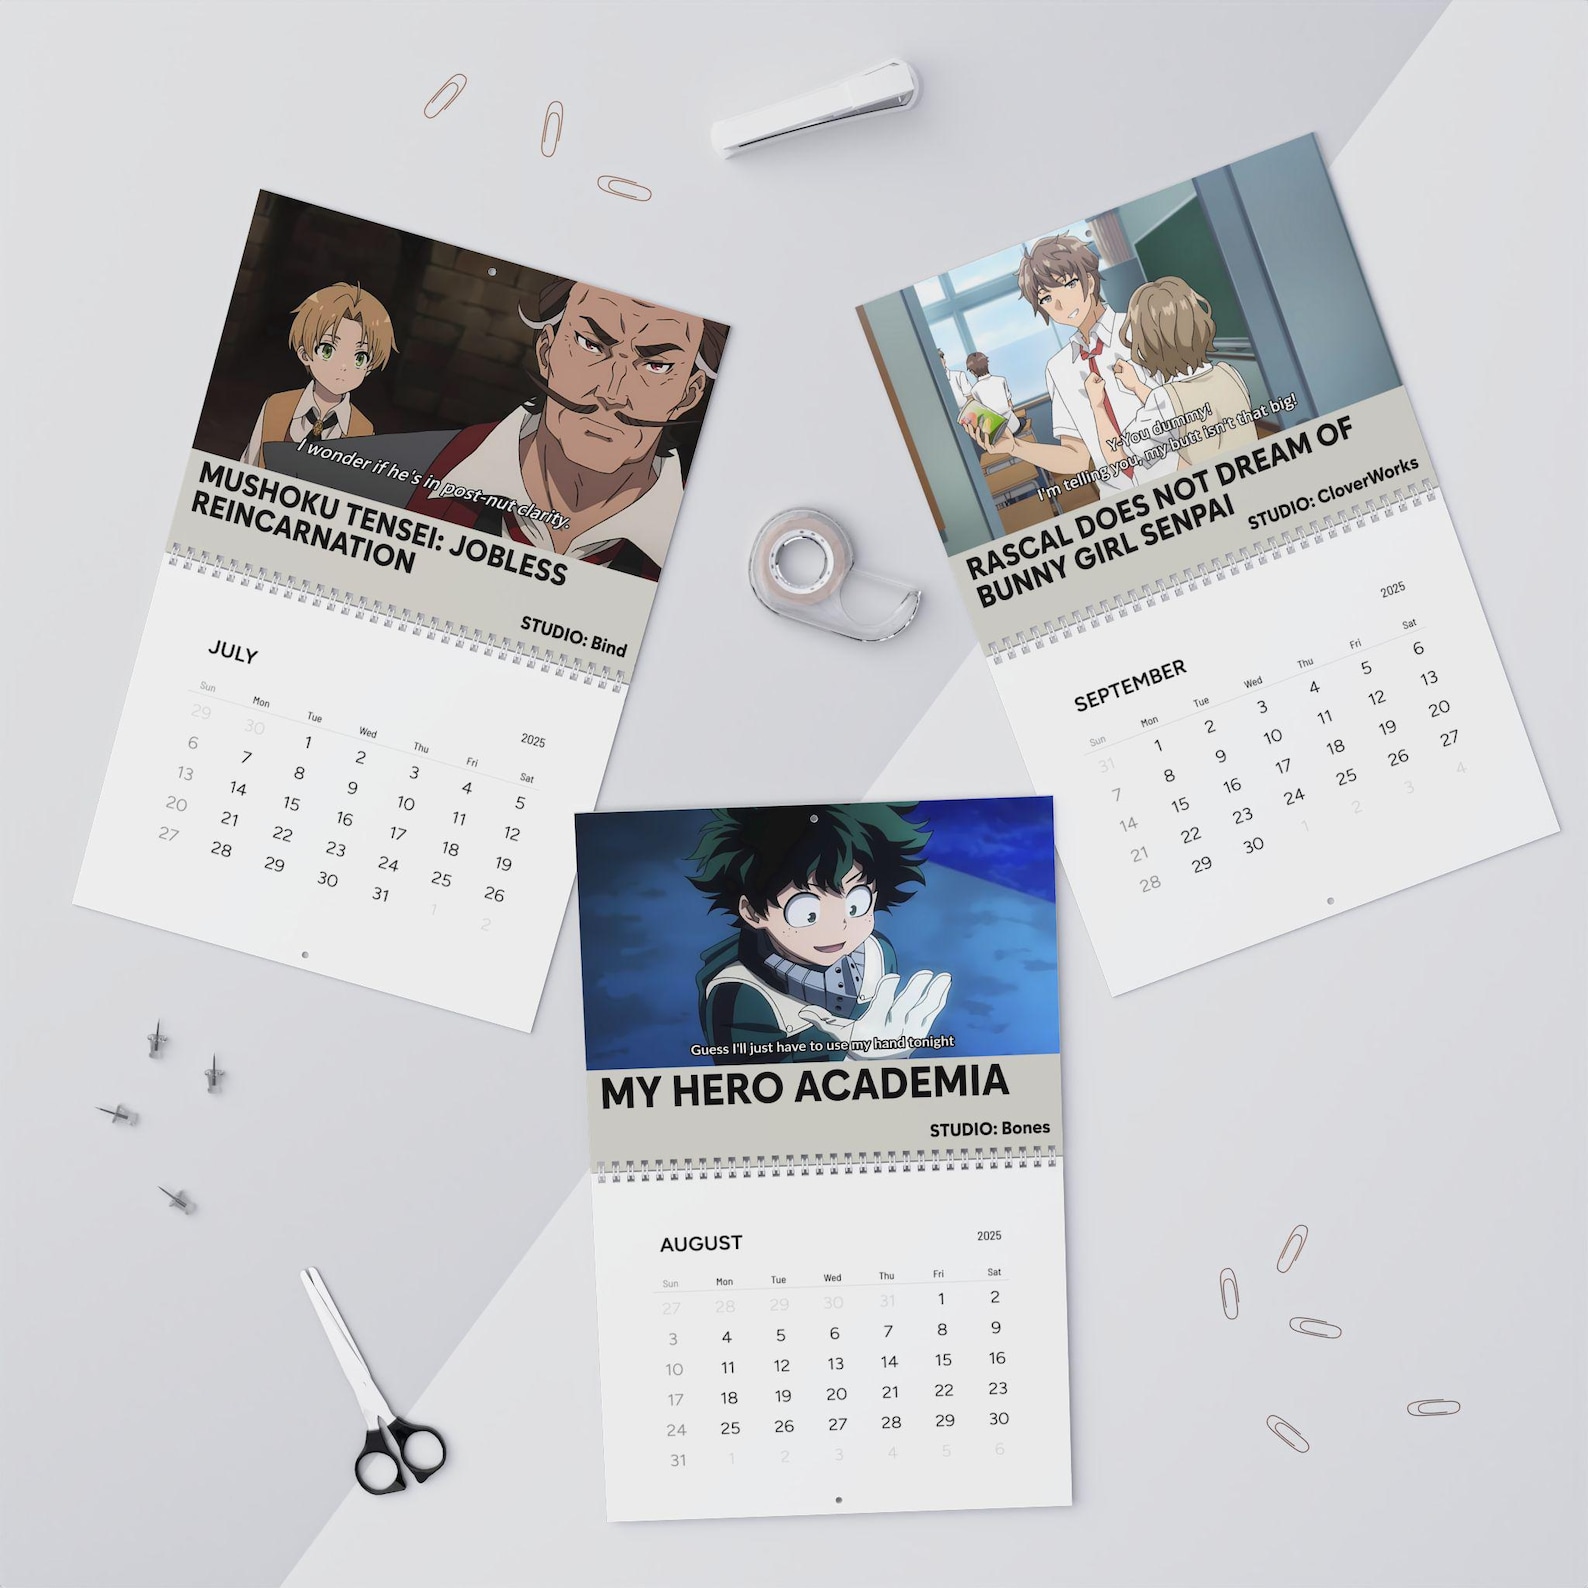 I wonder if he's in post-nut clarity.
MUSHOKU TENSEI: JOBLESS
REINCARNATION
STUDIO: Bind
JULY
2025
Sun Mon Tue Wed Thu Fri Sat
29 30 1 2 3 4 5
6 7 8 9 10 11 12
13 14 15 16 17 18 19
20 21 22 23 24 25 26
27 28 29 30 31 1 2
Y-You dummy!
I'm telling you, my butt isn't that big!
RASCAL DOES NOT DREAM OF
BUNNY GIRL SENPAI
STUDIO: CloverWorks
2025
SEPTEMBER
Sun Mon Tue Wed Thu Fri Sat
31 1 2 3 4 5 6
7 8 9 10 11 12 13
14 15 16 17 18 19 20
21 22 23 24 25 26 27
28 29 30 1 2 3 4
Guess I'll just have to use my hand tonight
MY HERO ACADEMIA
STUDIO: Bones
AUGUST 2025
Sun Mon Tue Wed Thu Fri Sat
27 28 29 30 31 1 2
3 4 5 6 7 8 9
10 11 12 13 14 15 16
17 18 19 20 21 22 23
24 25 26 27 28 29 30
31 1 2 3 4 5 6